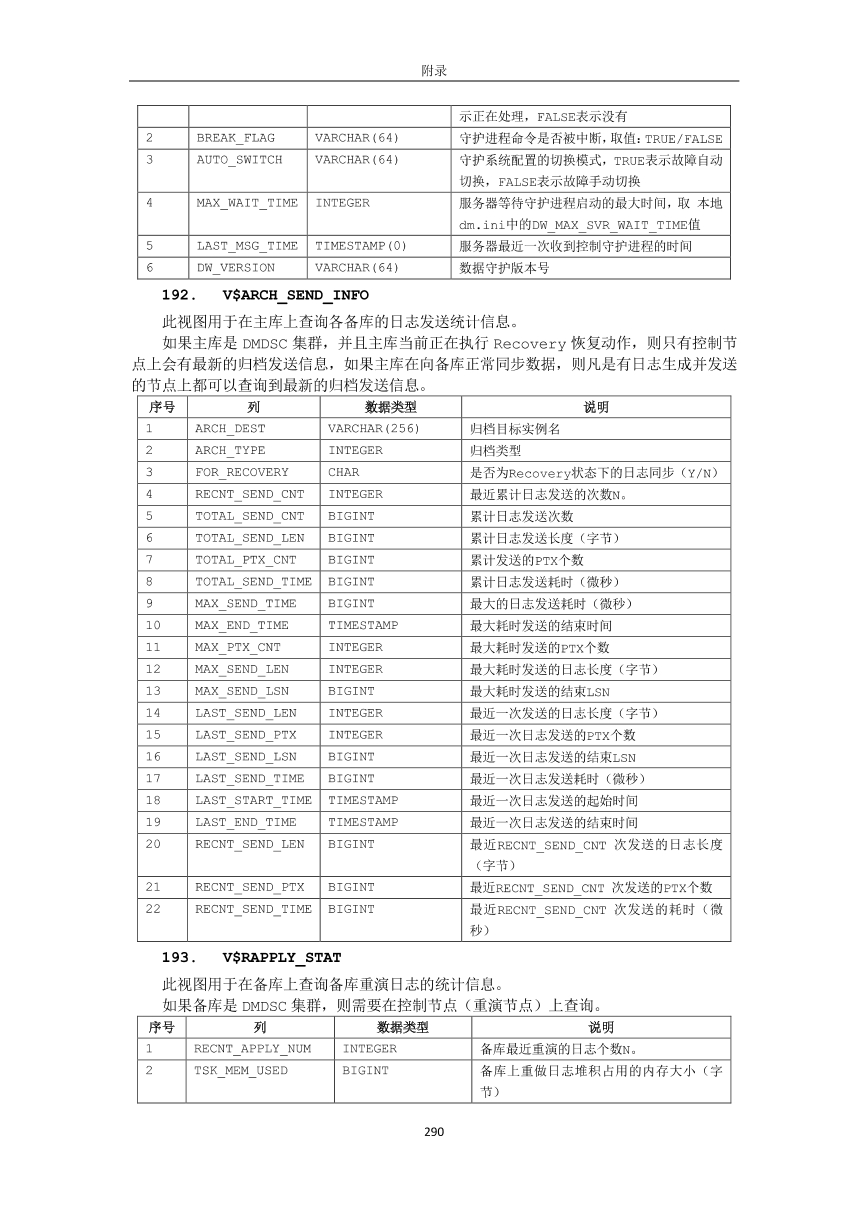 附录
示正在处理，FALSE表示没有
2 BREAK_FLAG VARCHAR(64) 守护进程命令是否被中断，取值：TRUE/FALSE
3 AUTO_SWITCH VARCHAR(64) 守护系统配置的切换模式，TRUE表示故障自动
切换，FALSE表示故障手动切换
4 MAX_WAIT_TIME INTEGER 服务器等待守护进程启动的最大时间，取 本地
dm.ini中的DW_MAX_SVR_WAIT_TIME值
5 LAST_MSG_TIME TIMESTAMP(0) 服务器最近一次收到控制守护进程的时间
6 DW_VERSION VARCHAR(64) 数据守护版本号
192. V$ARCH_SEND_INFO
此视图用于在主库上查询各备库的日志发送统计信息。
如果主库是 DMDSC 集群，并且主库当前正在执行 Recovery 恢复动作，则只有控制节
点上会有最新的归档发送信息，如果主库在向备库正常同步数据，则凡是有日志生成并发送
的节点上都可以查询到最新的归档发送信息。
序号 列 数据类型 说明
1 ARCH_DEST VARCHAR(256) 归档目标实例名
2 ARCH_TYPE INTEGER 归档类型
3 FOR_RECOVERY CHAR 是否为Recovery状态下的日志同步（Y/N）
4 RECNT_SEND_CNT INTEGER 最近累计日志发送的次数N。
5 TOTAL_SEND_CNT BIGINT 累计日志发送次数
6 TOTAL_SEND_LEN BIGINT 累计日志发送长度（字节）
7 TOTAL_PTX_CNT BIGINT 累计发送的PTX个数
8 TOTAL_SEND_TIME BIGINT 累计日志发送耗时（微秒）
9 MAX_SEND_TIME BIGINT 最大的日志发送耗时（微秒）
10 MAX_END_TIME TIMESTAMP 最大耗时发送的结束时间
11 MAX_PTX_CNT INTEGER 最大耗时发送的PTX个数
12 MAX_SEND_LEN INTEGER 最大耗时发送的日志长度（字节）
13 MAX_SEND_LSN BIGINT 最大耗时发送的结束LSN
14 LAST_SEND_LEN INTEGER 最近一次发送的日志长度（字节）
15 LAST_SEND_PTX INTEGER 最近一次日志发送的PTX个数
16 LAST_SEND_LSN BIGINT 最近一次日志发送的结束LSN
17 LAST_SEND_TIME BIGINT 最近一次日志发送耗时（微秒）
18 LAST_START_TIME TIMESTAMP 最近一次日志发送的起始时间
19 LAST_END_TIME TIMESTAMP 最近一次日志发送的结束时间
20 RECNT_SEND_LEN BIGINT 最近RECNT_SEND_CNT 次发送的日志长度
（字节）
21 RECNT_SEND_PTX BIGINT 最近RECNT_SEND_CNT 次发送的PTX个数
22 RECNT_SEND_TIME BIGINT 最近RECNT_SEND_CNT 次发送的耗时（微
秒）
193. V$RAPPLY_STAT
此视图用于在备库上查询备库重演日志的统计信息。
如果备库是 DMDSC 集群，则需要在控制节点（重演节点）上查询。
序号 列 数据类型 说明
1 RECNT_APPLY_NUM INTEGER 备库最近重演的日志个数N。
2 TSK_MEM_USED BIGINT 备库上重做日志堆积占用的内存大小（字
节）
290